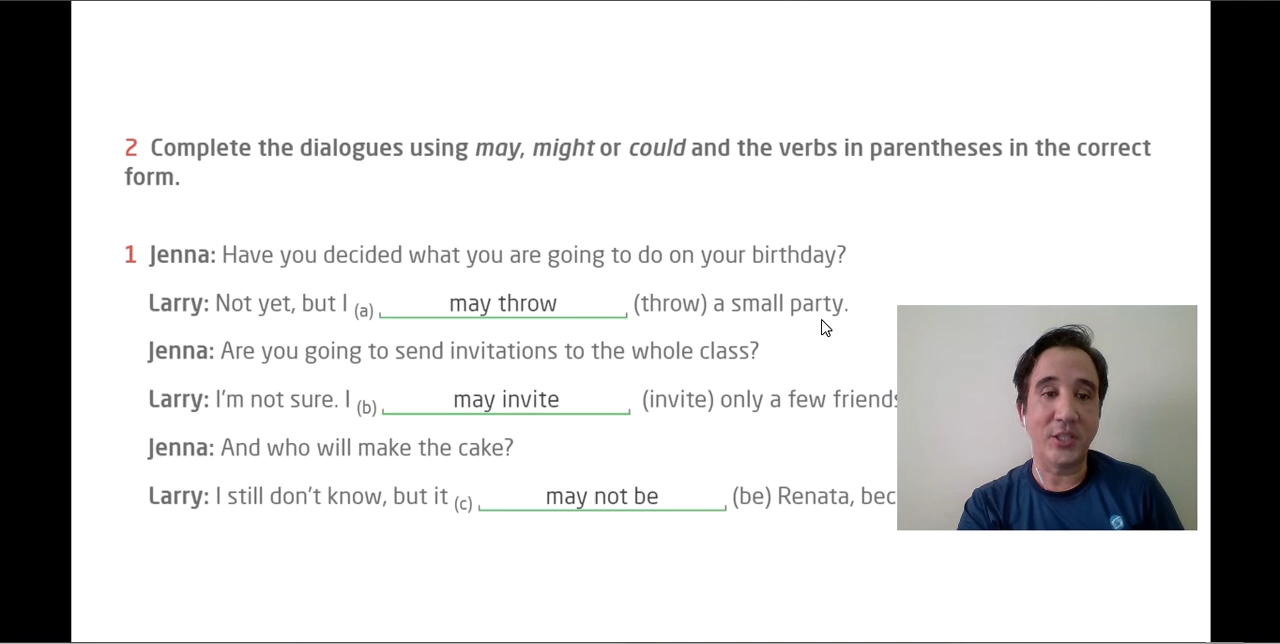 2 Complete the dialogues using may, might or could and the verbs in parentheses in the correct
form.
1 Jenna: Have you decided what you are going to do on your birthday?
Larry: Not yet, but I (a) may throw (throw) a small party.
Jenna: Are you going to send invitations to the whole class?
Larry: I'm not sure. I (b) may invite (invite) only a few friends
Jenna: And who will make the cake?
Larry: I still don't know, but it (c) may not be (be) Renata, bec